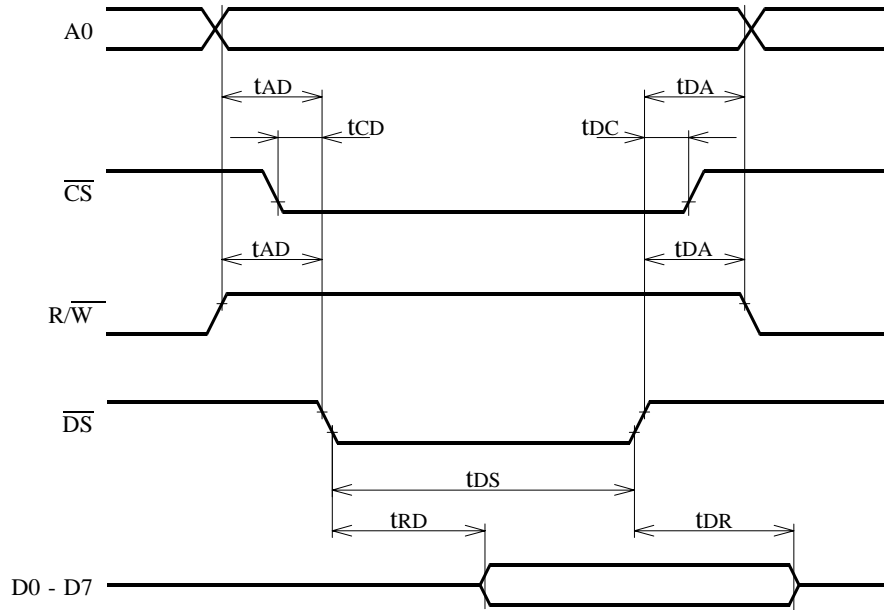 A0
tAD
tDA
tCD
tDC
CS
tAD
tDA
R/W
DS
tDS
tRD
tDR
D0 - D7